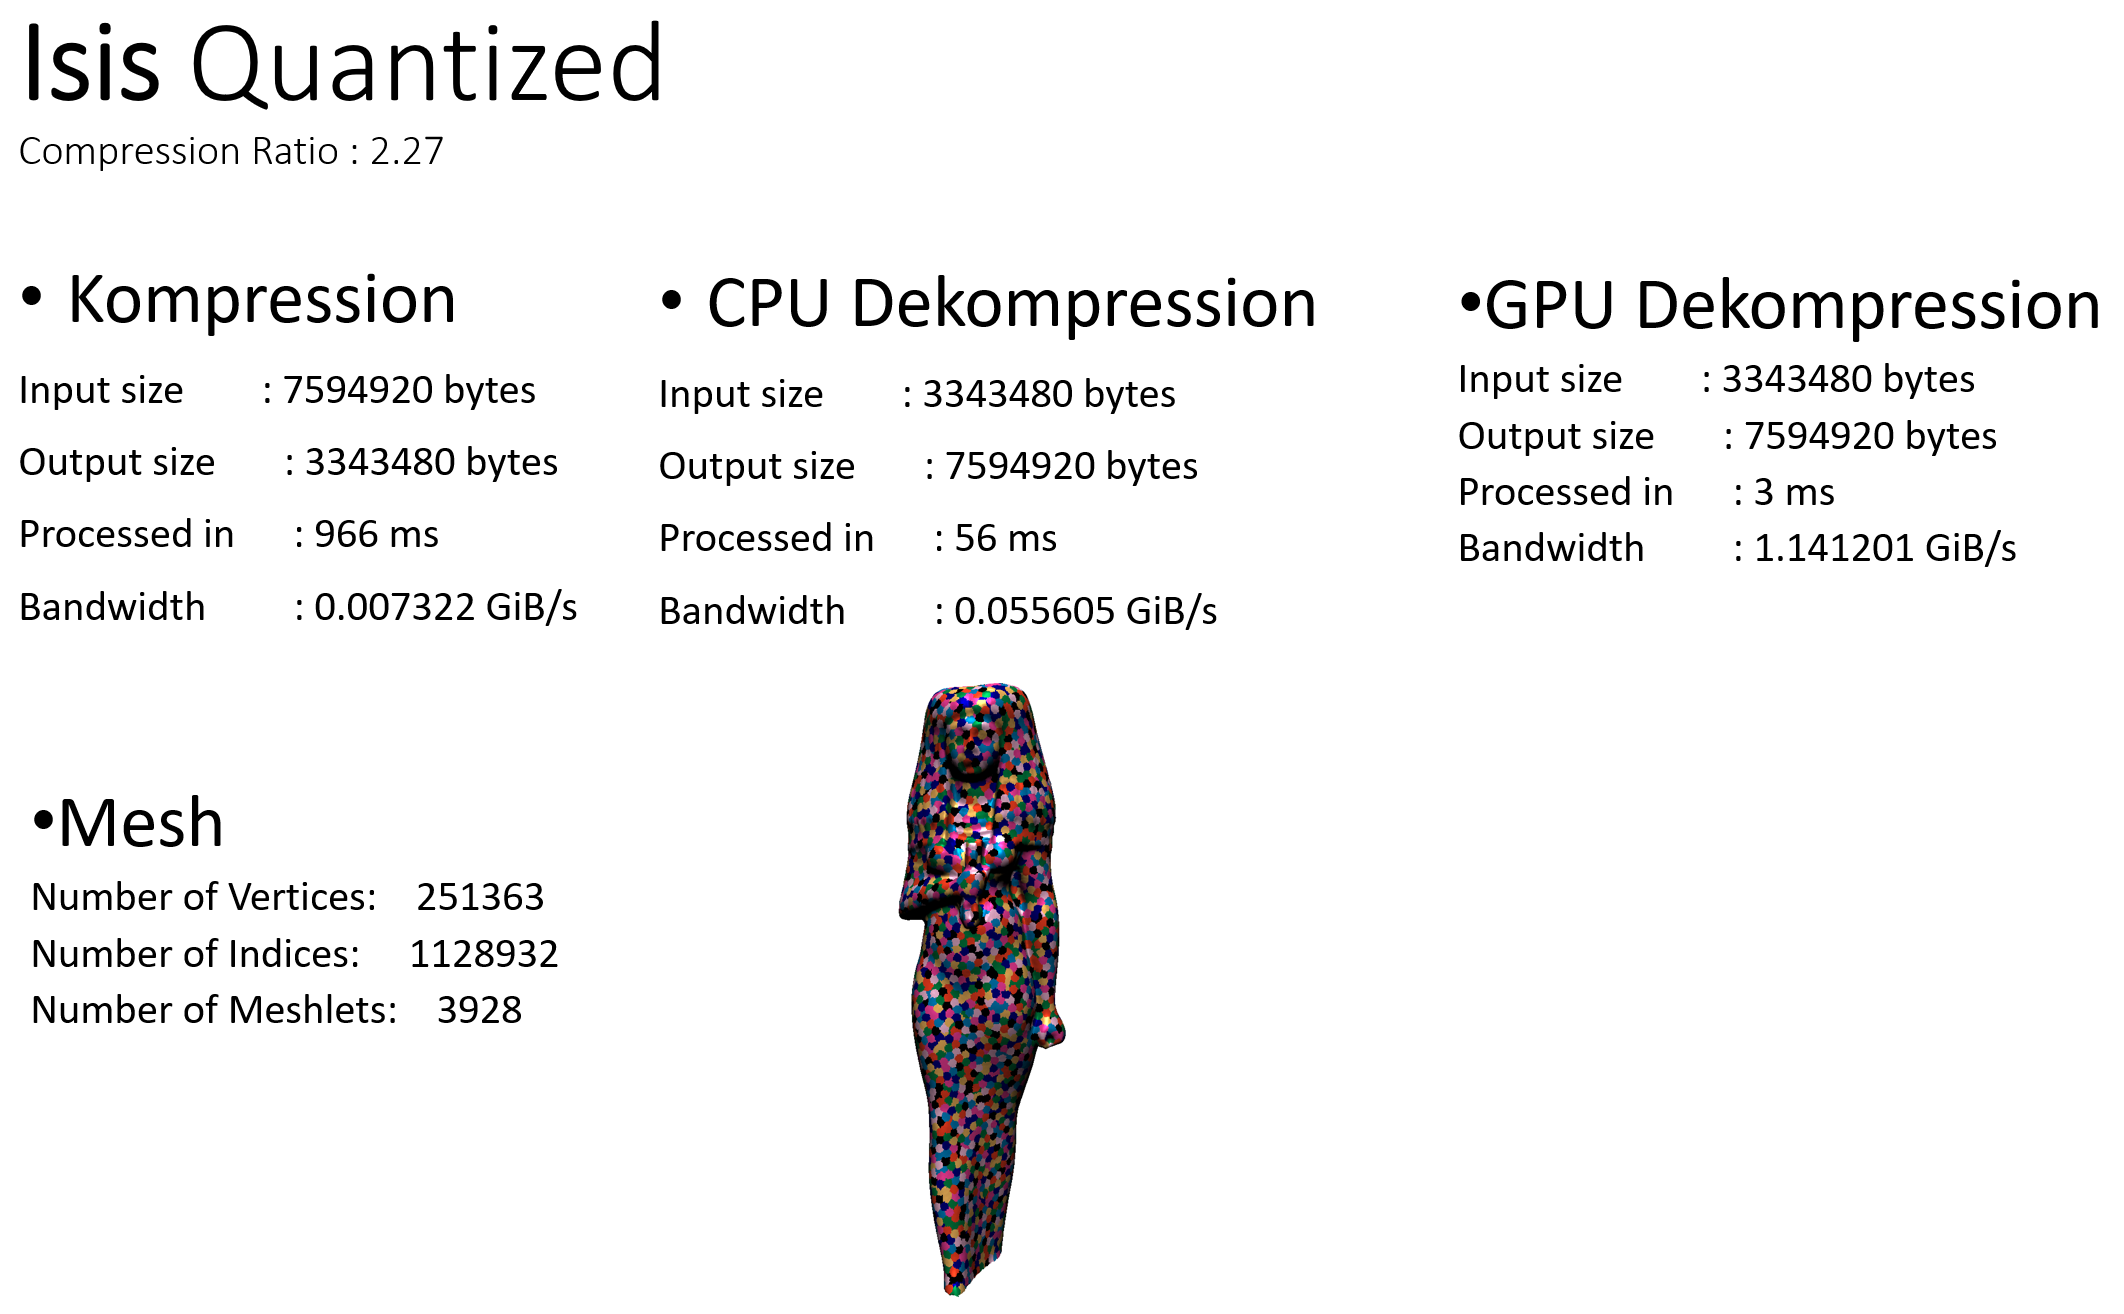 Isis Quantized
Compression Ratio : 2.27
• Kompression
Input size : 7594920 bytes
Output size : 3343480 bytes
Processed in : 966 ms
Bandwidth : 0.007322 GiB/s
• CPU Dekompression
Input size : 3343480 bytes
Output size : 7594920 bytes
Processed in : 56 ms
Bandwidth : 0.055605 GiB/s
•GPU Dekompression
Input size : 3343480 bytes
Output size : 7594920 bytes
Processed in : 3 ms
Bandwidth : 1.141201 GiB/s
•Mesh
Number of Vertices: 251363
Number of Indices: 1128932
Number of Meshlets: 3928